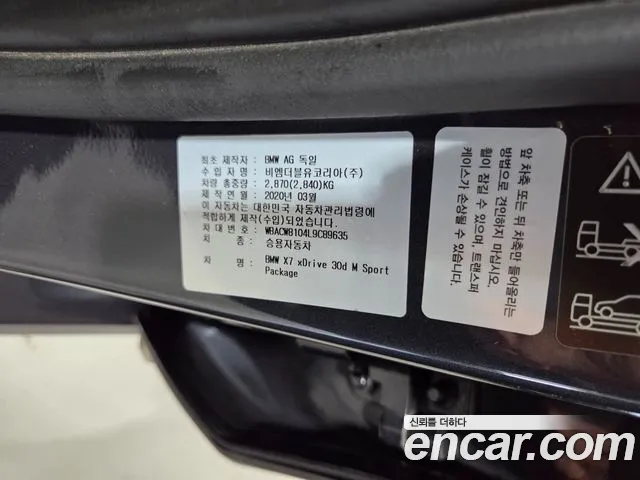 최초 제작자 : BMW AG 독일
수 입 자 명 : 비엠더블유코리아(주)
차량 총중량 : 2,870(2,840)KG
제 작 연 월 : 2020년 03월
이 자동차는 대한민국 자동차관리법령에
적합하게 제작(수입)되었습니다.
차 대 번 호 : WBACW8104L9C89635
차 종 : 승용자동차
차 명 : BMW X7 xDrive 30d M Sport
Package
앞 차축 또는 뒤 차축만 들어올리는
방법으로 견인하지 마십시오.
휠이 잠길 수 있으며, 트랜스퍼
케이스가 손상될 수 있습니다.
신뢰를 더하다
encar.com